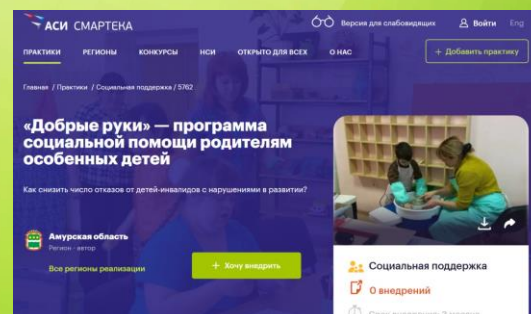 АСИ СМАРТЕКА
Версия для слабовидящих
Войти
Eng
ПРАКТИКИ РЕГИОНЫ КОНКУРСЫ НСИ ОТКРЫТО ДЛЯ ВСЕХ О НАС
+ Добавить практику
Главная / Практики / Социальная поддержка / 5762
«Добрые руки» — программа
социальной помощи родителям
особенных детей
Как снизить число отказов от детей-инвалидов с нарушениями в развитии?
Амурская область
Регион - автор
Все регионы реализации
+ Хочу внедрить
Социальная поддержка
0 внедрений